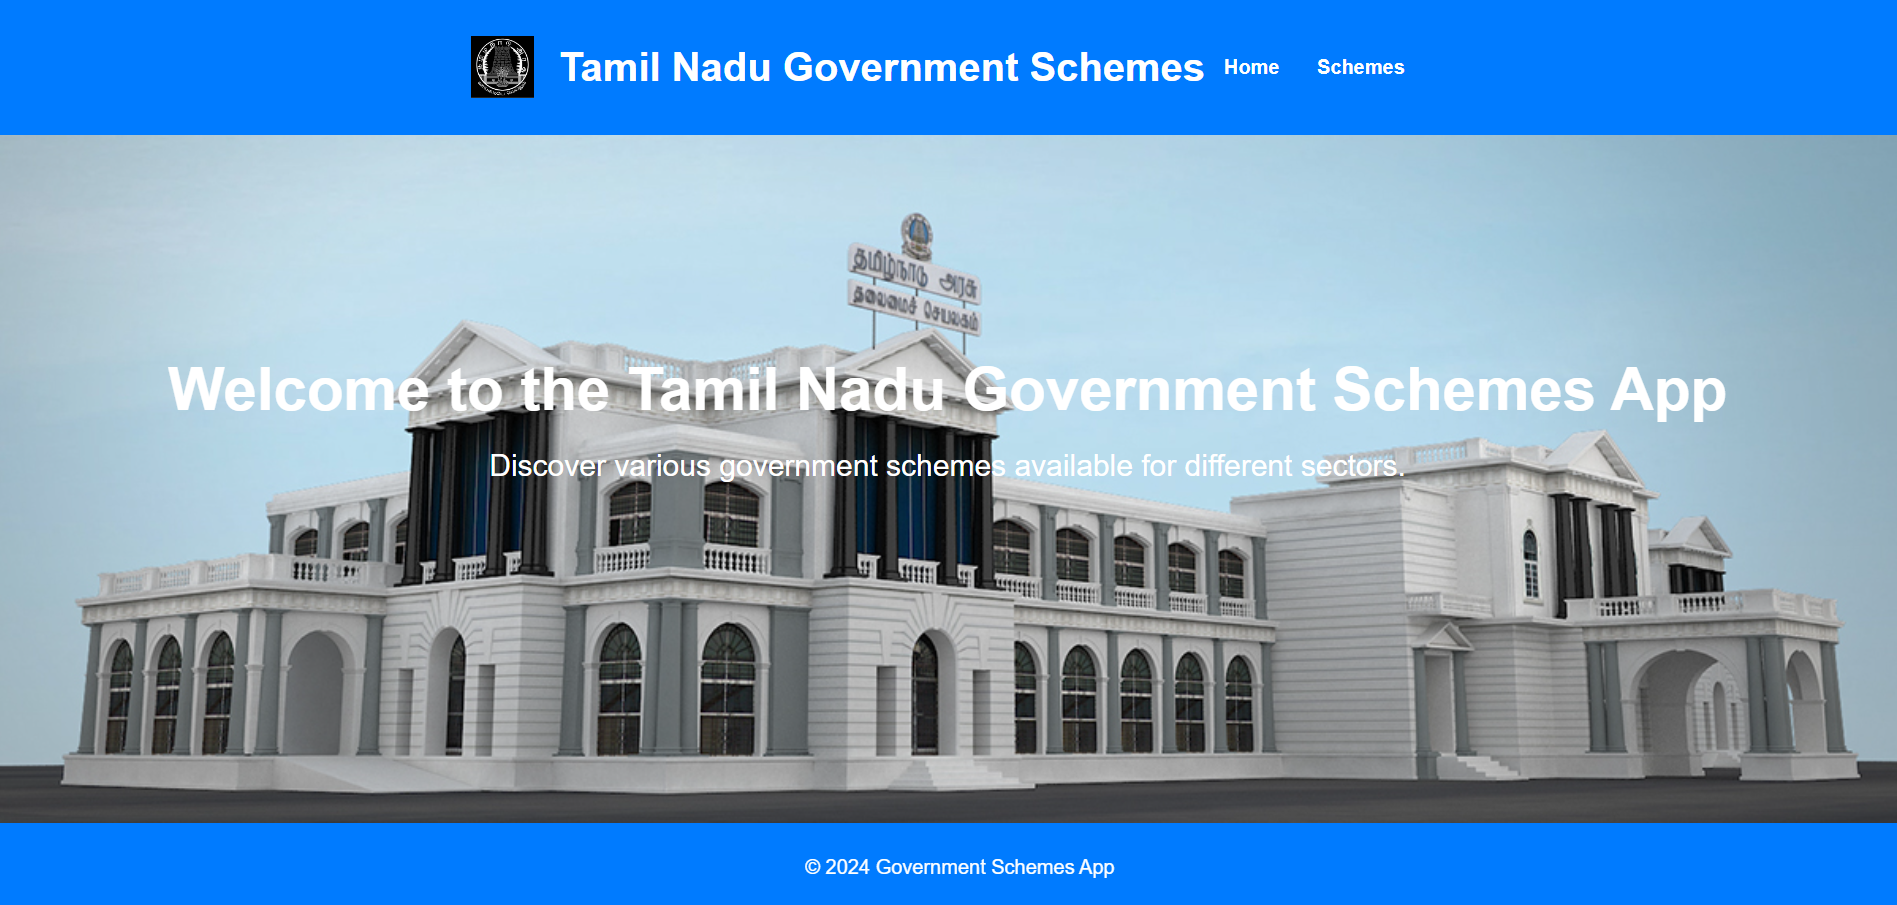 Tamil Nadu Government Schemes
Home
Schemes
தமிழ்நாடு அரசு
தலைமைச் செயலகம்
Welcome to the Tamil Nadu Government Schemes App
Discover various government schemes available for different sectors.
© 2024 Government Schemes App